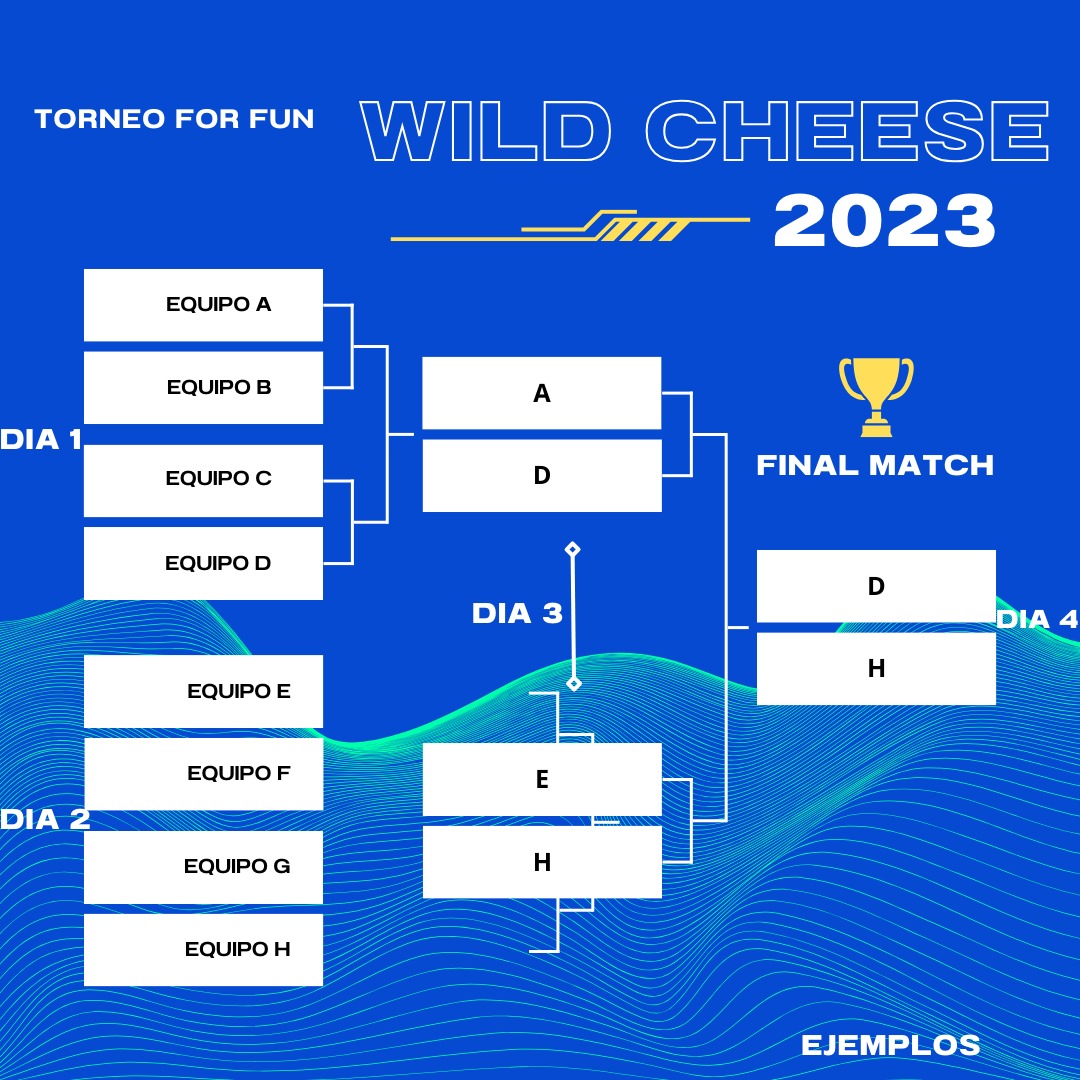 TORNEO FOR FUN
WILD CHEESE
2023
EQUIPO A
EQUIPO B
DIA 1
EQUIPO C
EQUIPO D
A
D
FINAL MATCH
DIA 3
D
DIA 4
H
EQUIPO E
EQUIPO F
DIA 2
EQUIPO G
EQUIPO H
E
H
EJEMPLOS